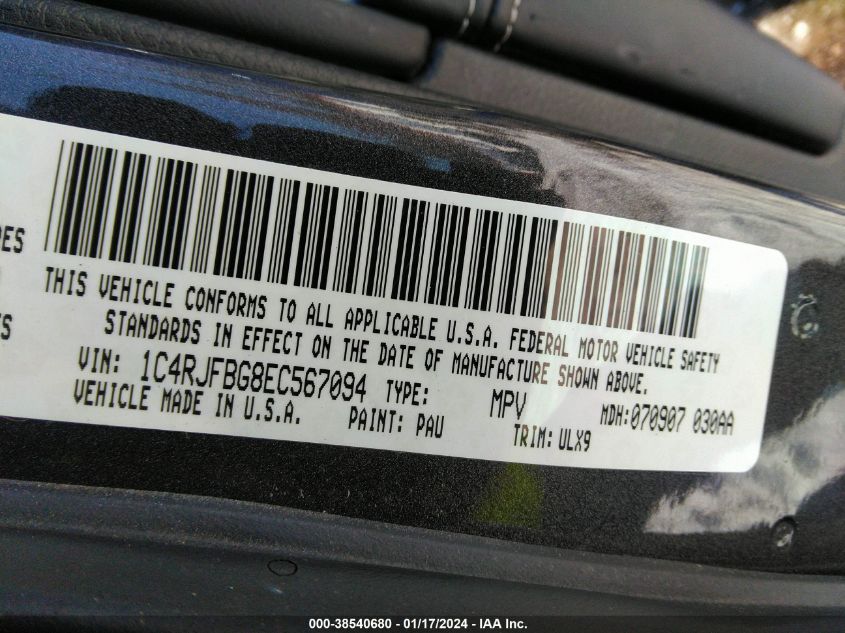 DES
S
THIS VEHICLE CONFORMS TO ALL APPLICABLE U.S.A. FEDERAL MOTOR VEHICLE SAFETY
STANDARDS IN EFFECT ON THE DATE OF MANUFACTURE SHOWN ABOVE.
VIN: 1C4RJFBG8EC567094 TYPE: MPV MDH: 070907 030AA
VEHICLE MADE IN U.S.A. PAINT: PAU TRIM: ULX9
000-38540680 - 01/17/2024 - IAA Inc.